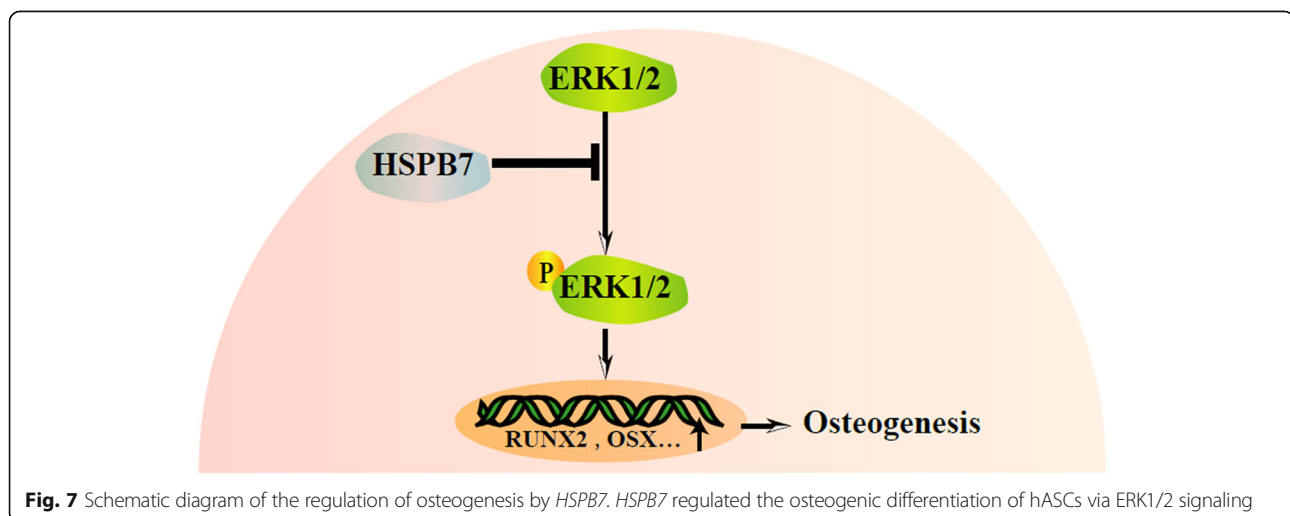 ERK1/2
HSPB7
P
ERK1/2
RUNX2 , OSX...
Osteogenesis
Fig. 7 Schematic diagram of the regulation of osteogenesis by HSPB7. HSPB7 regulated the osteogenic differentiation of hASCs via ERK1/2 signaling